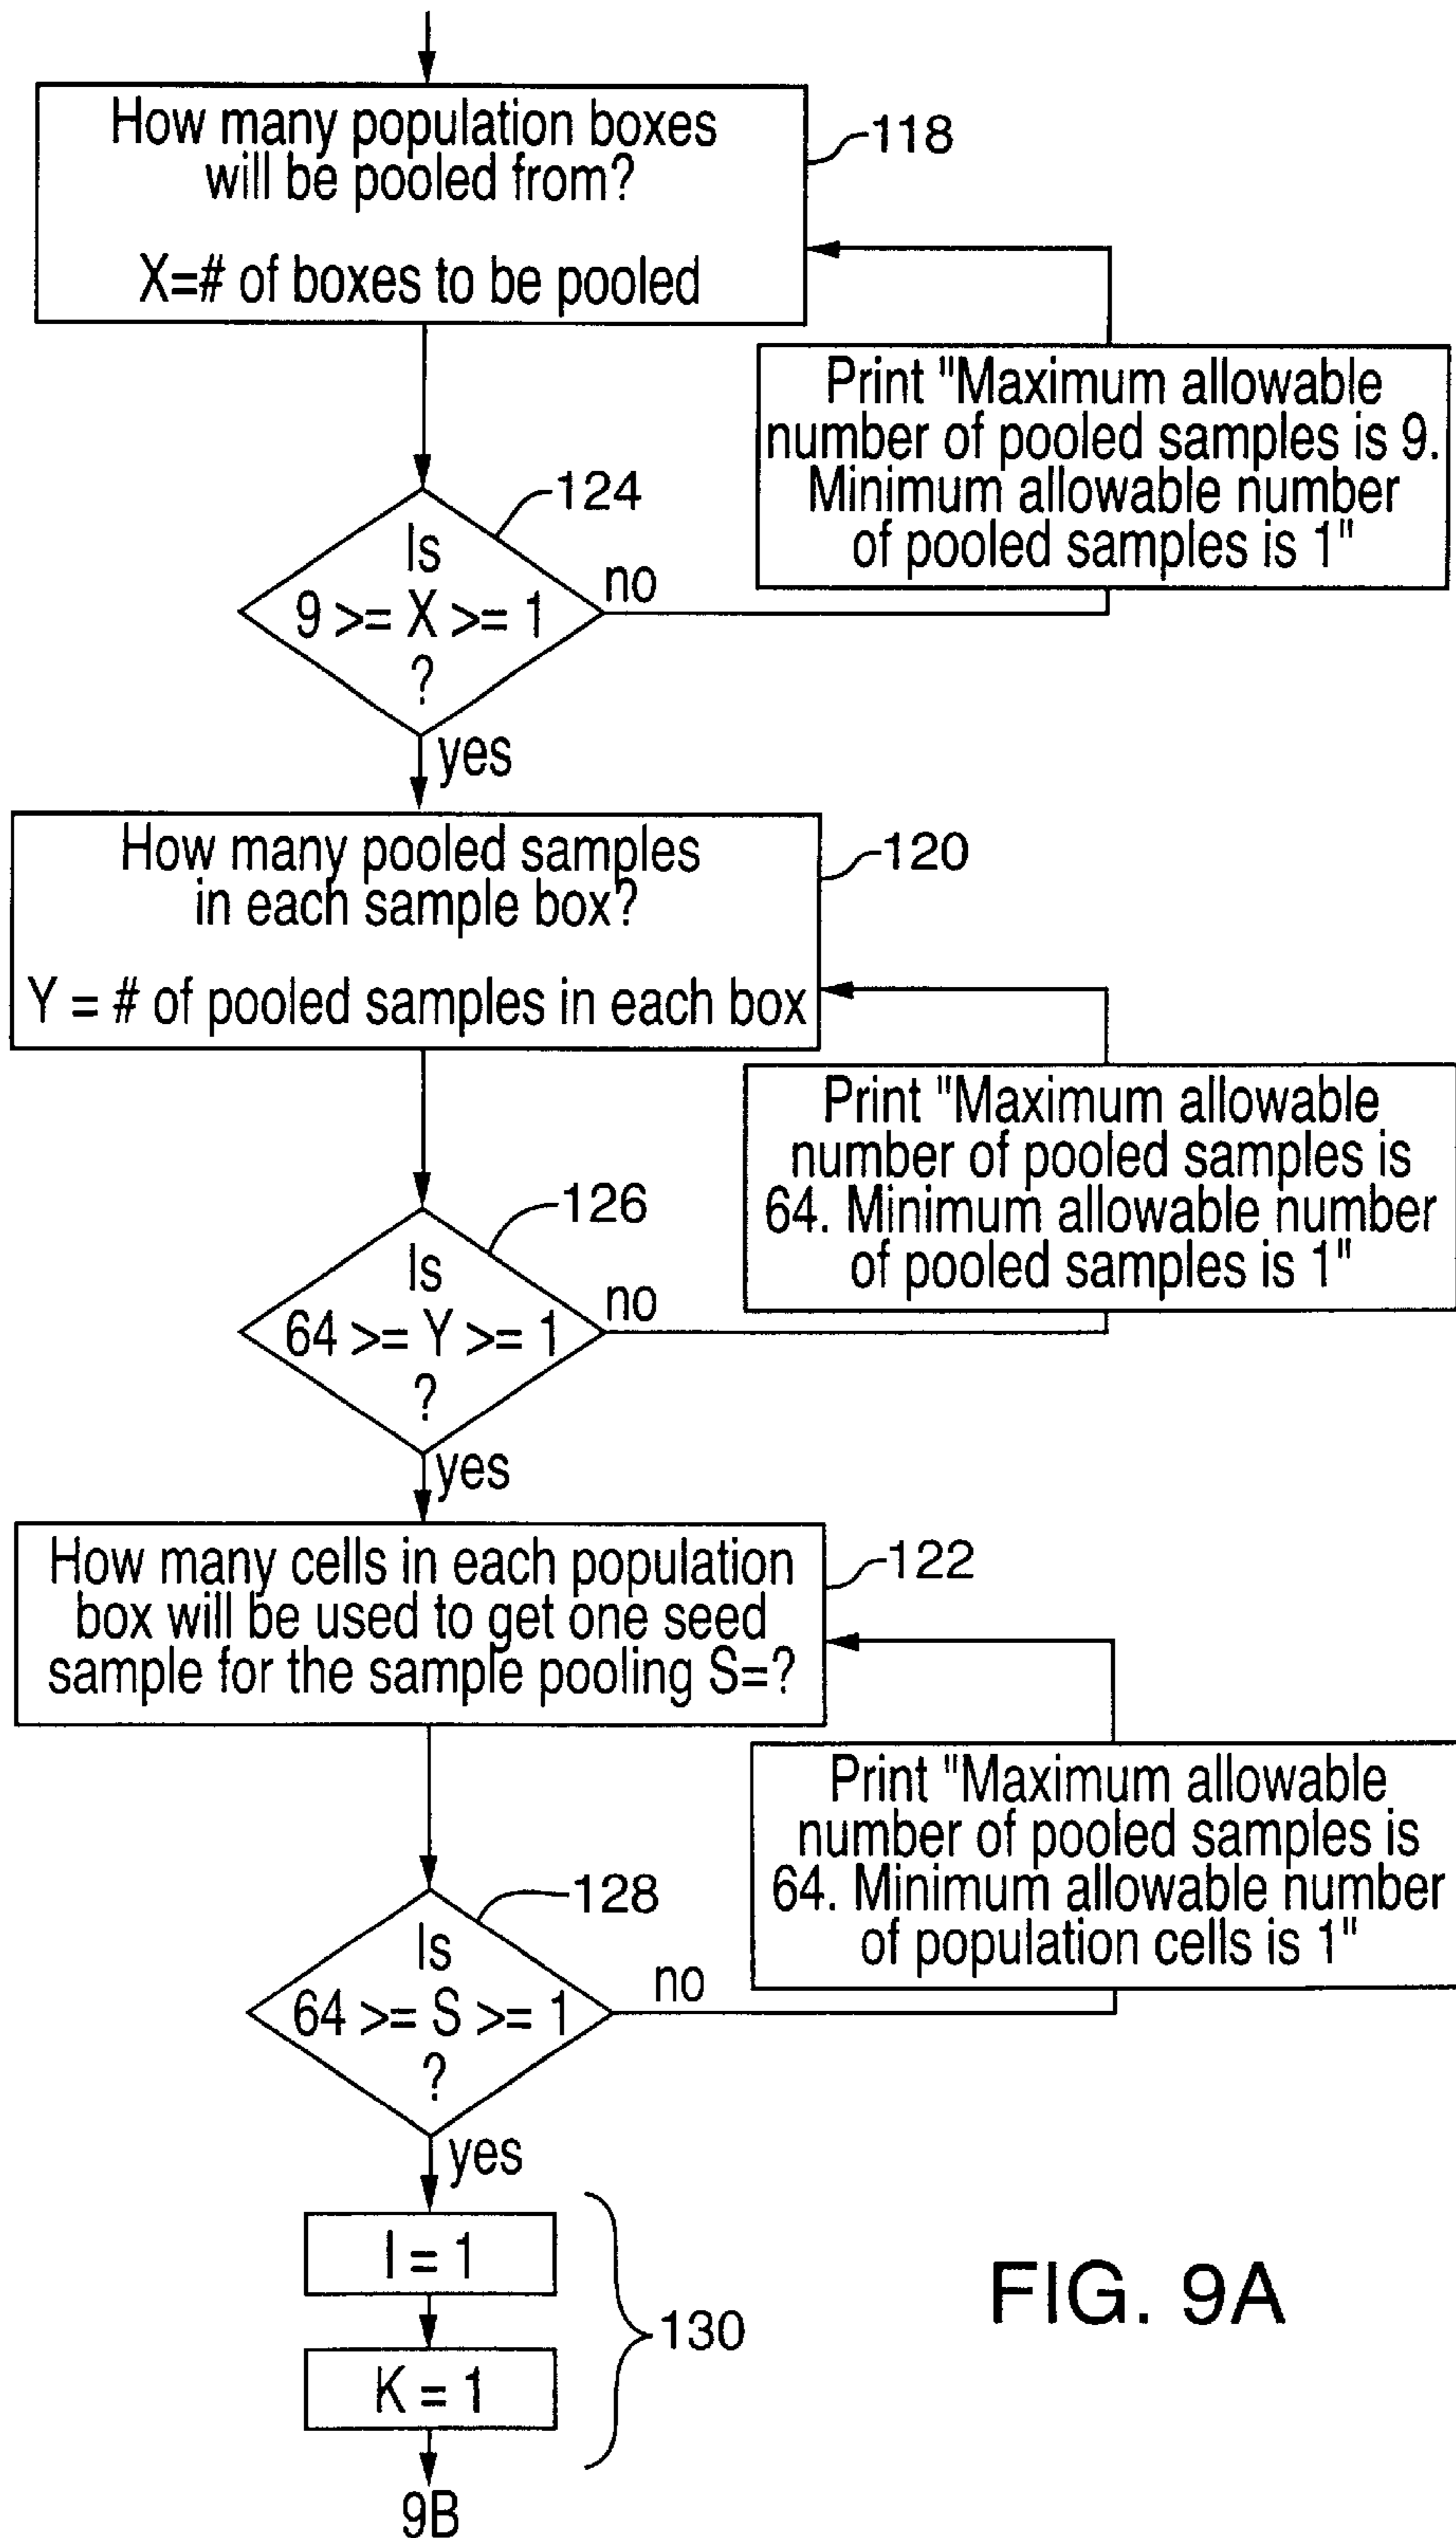 How many population boxes
will be pooled from?
X=# of boxes to be pooled
118
Print "Maximum allowable
number of pooled samples is 9.
Minimum allowable number
of pooled samples is 1"
124
Is
9 >= X >= 1
?
no
yes
How many pooled samples
in each sample box?
Y = # of pooled samples in each box
120
Print "Maximum allowable
number of pooled samples is
64. Minimum allowable number
of pooled samples is 1"
126
Is
64 >= Y >= 1
?
no
yes
How many cells in each population
box will be used to get one seed
sample for the sample pooling S=?
122
Print "Maximum allowable
number of pooled samples is
64. Minimum allowable number
of population cells is 1"
128
Is
64 >= S >= 1
?
no
yes
I = 1
K = 1
130
9B
FIG. 9A